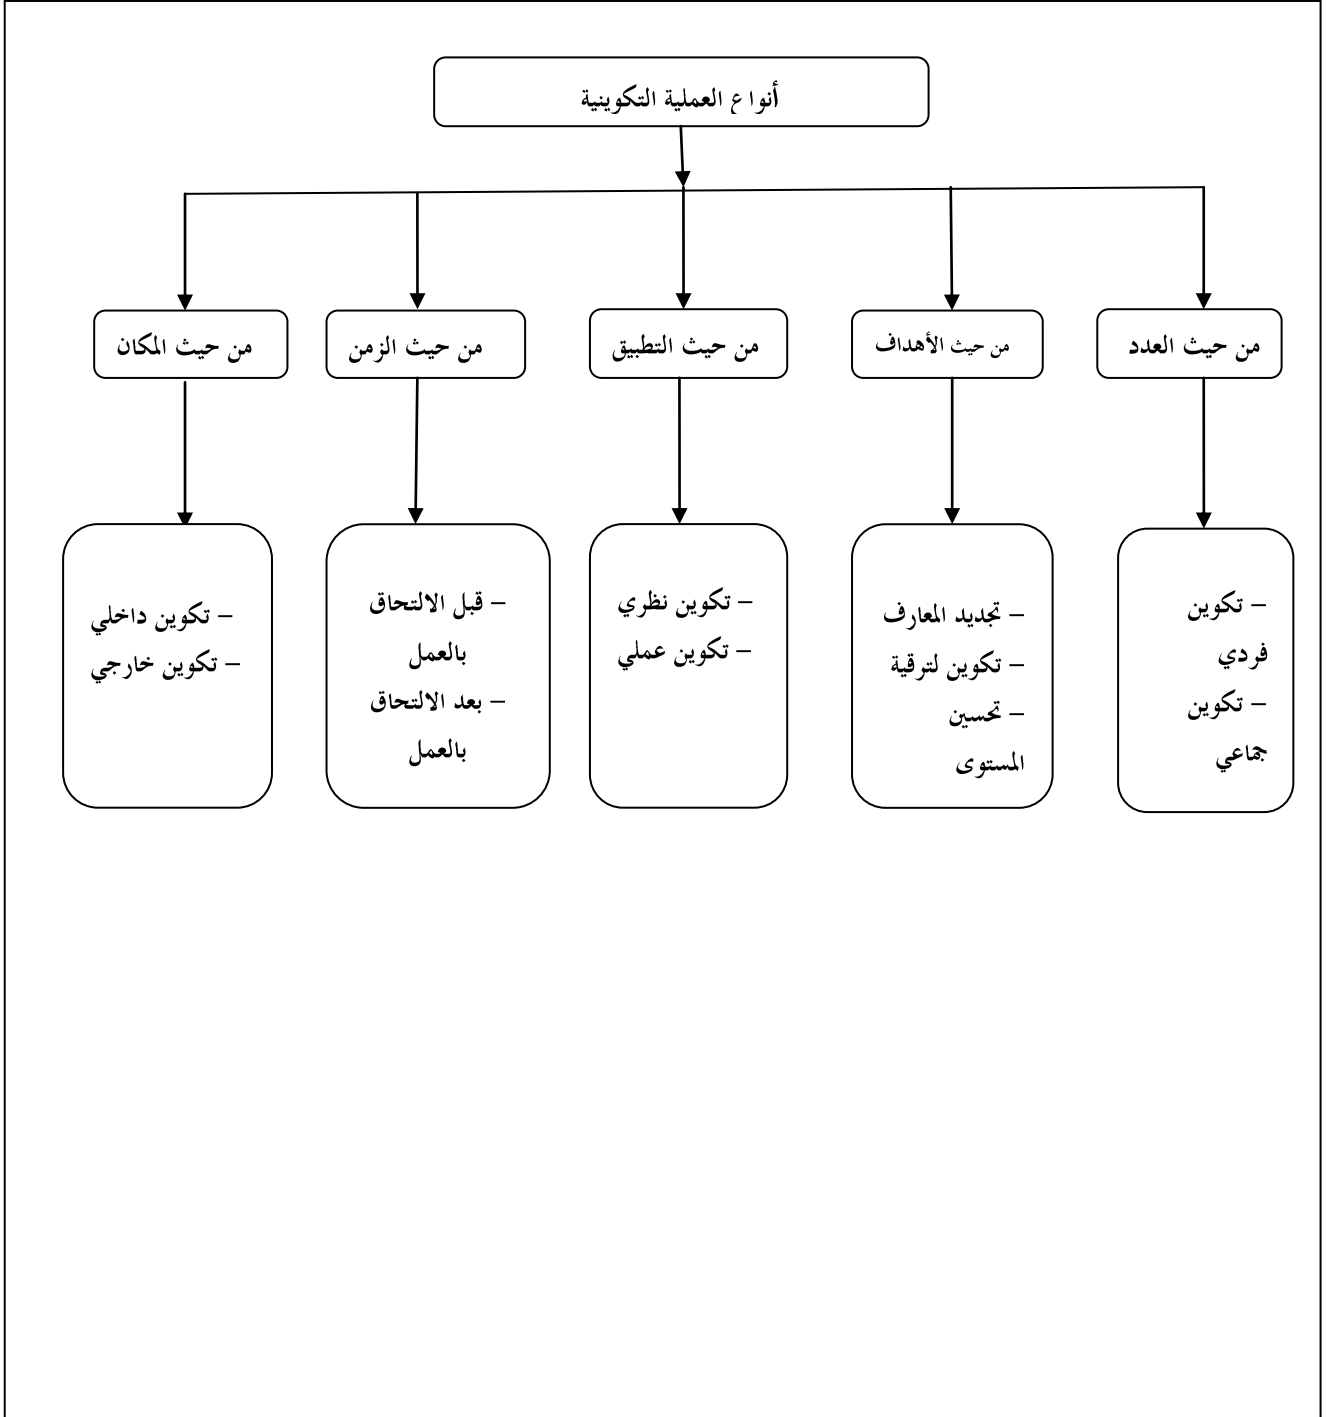 أنواع العملية التكوينية
من حيث العدد
من حيث الأهداف
من حيث التطبيق
من حيث الزمن
من حيث المكان
– تكوين
فردي
– تكوين
جماعي
– تجديد المعارف
– تكوين لترقية
– تحسين
المستوى
– تكوين نظري
– تكوين عملي
– قبل الالتحاق
بالعمل
– بعد الالتحاق
بالعمل
– تكوين داخلي
– تكوين خارجي